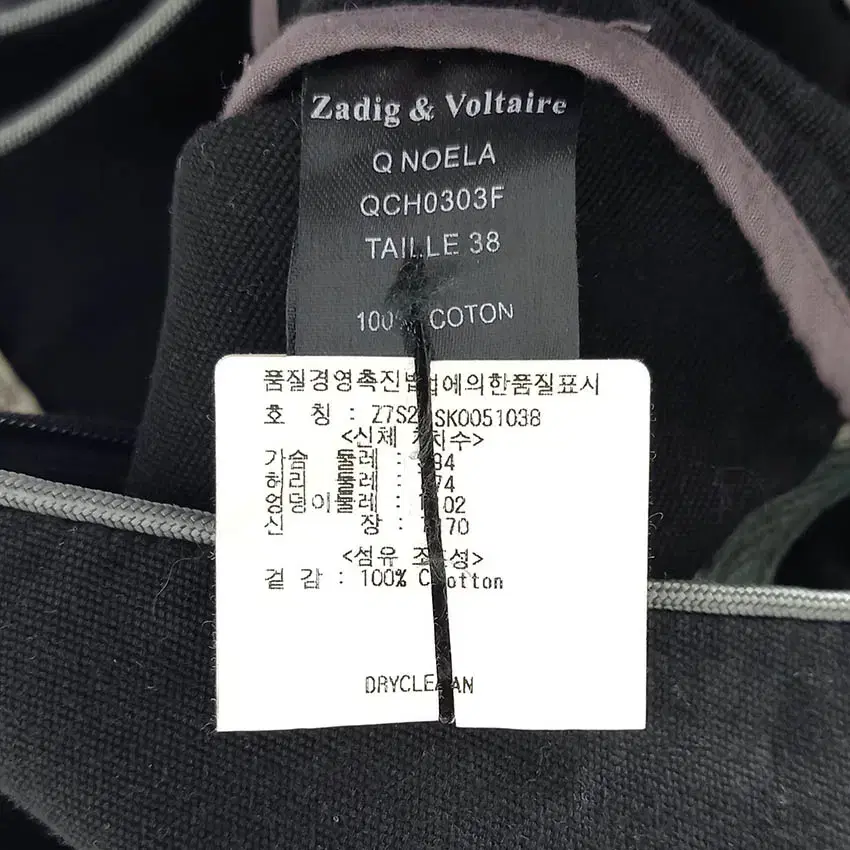 Zadig & Voltaire
Q NOELA
QCH0303F
TAILLE 38
100% COTON
품질경영촉진법에의한품질표시
호 칭 : Z7S2 SK0051038
<신체 치수>
가슴둘레 : 84
허리둘레 : 74
엉덩이둘레 : 102
신 장 : 170
<섬유 조성>
겉 감 : 100% Cotton
DRYCLEAN